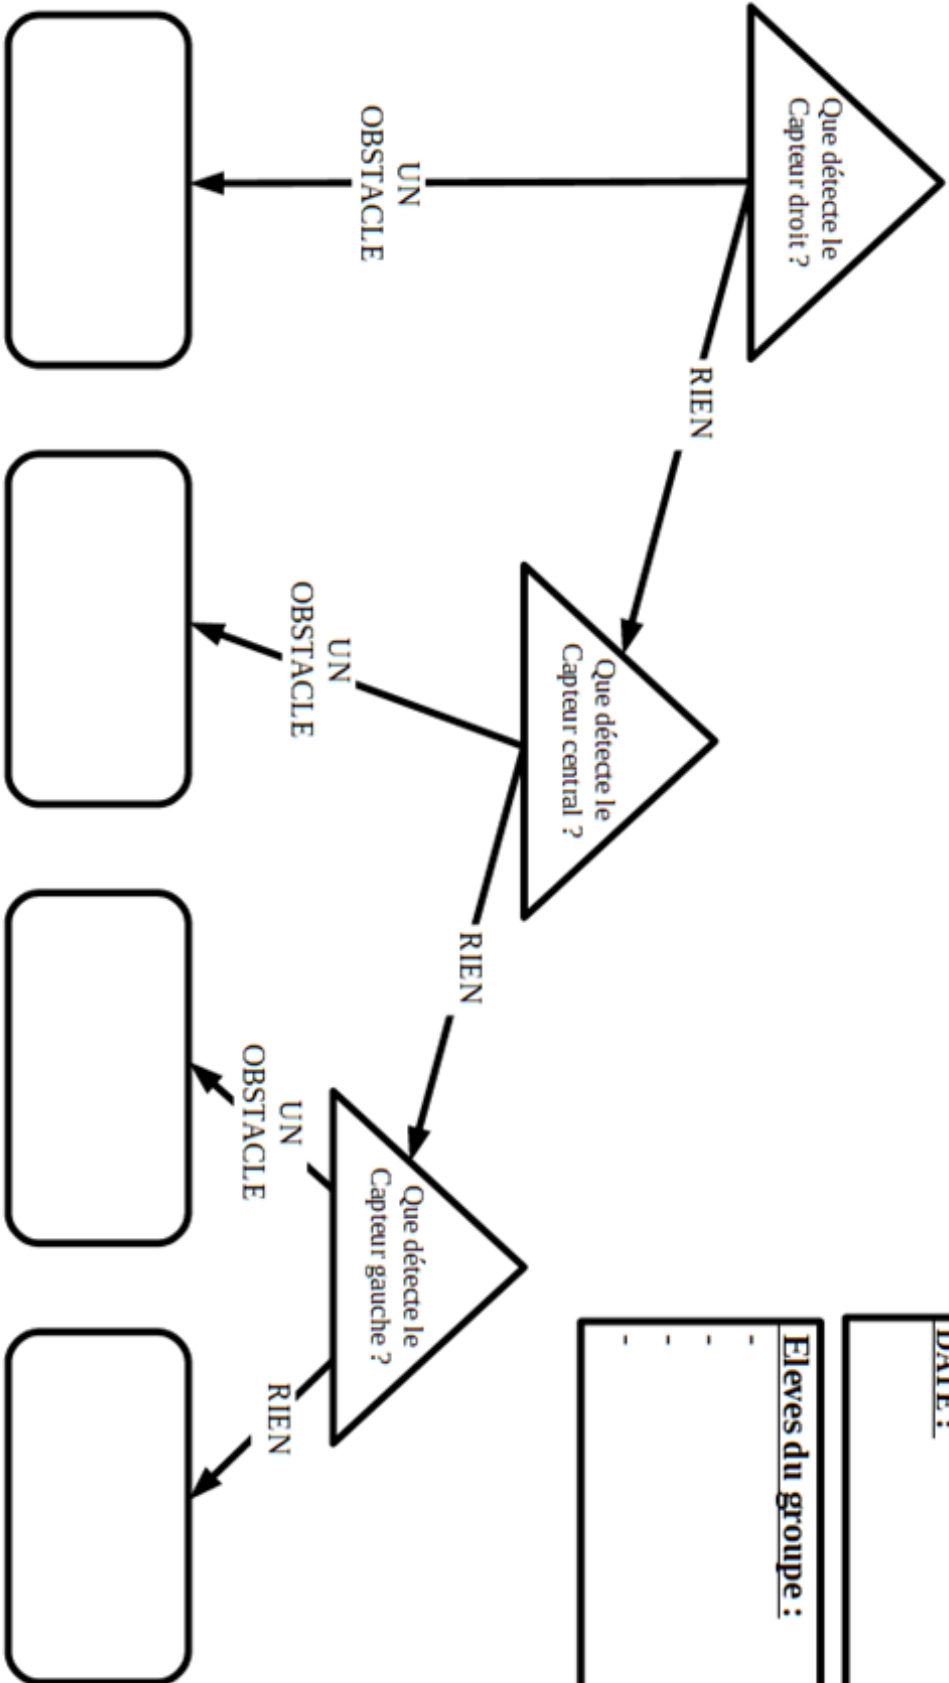 DATE :
Eleves du groupe :
-
-
-
-
Que détecte le
Capteur droit ?
RIEN
UN
OBSTACLE
Que détecte le
Capteur central ?
RIEN
UN
OBSTACLE
Que détecte le
Capteur gauche ?
UN
OBSTACLE
RIEN